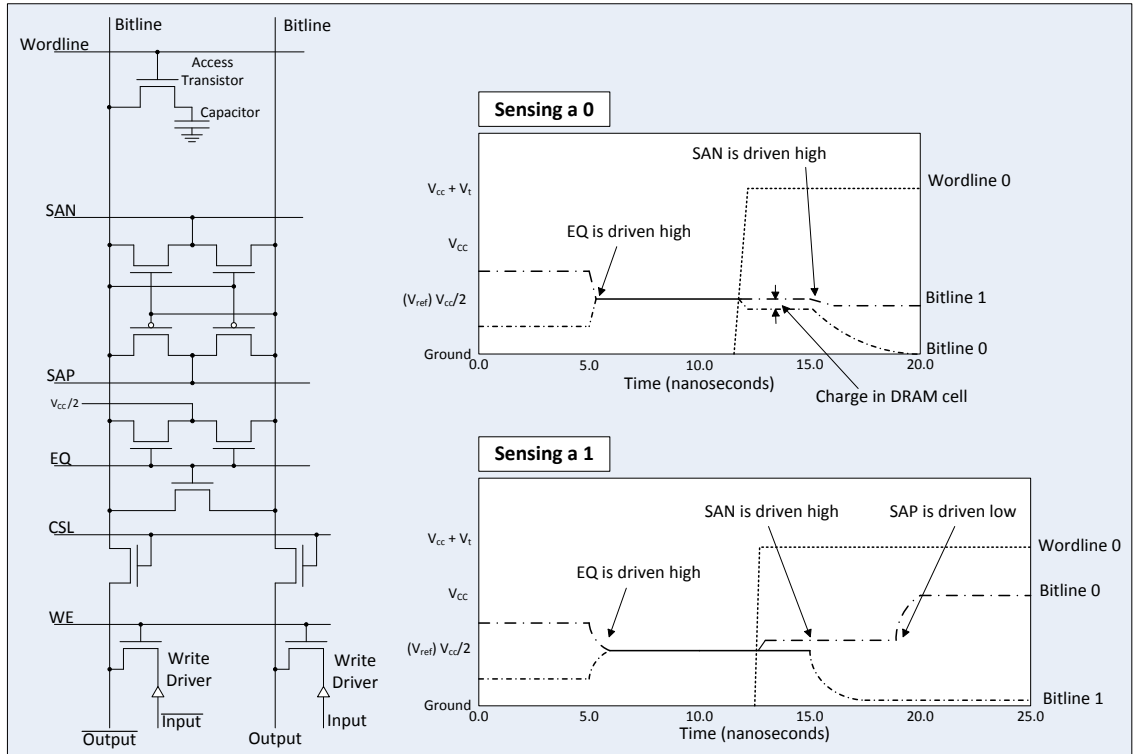 Bitline
Bitline
Wordline
Access
Transistor
Capacitor
SAN
SAP
Vcc/2
EQ
CSL
WE
Write
Driver
Write
Driver
Input
Input
Output
Output
Sensing a 0
SAN is driven high
Vcc + Vt
Wordline 0
EQ is driven high
Vcc
(Vref) Vcc/2
Bitline 1
Bitline 0
Ground
0.0
5.0
10.0
15.0
20.0
Time (nanoseconds)
Charge in DRAM cell
Sensing a 1
SAN is driven high
SAP is driven low
Vcc + Vt
Wordline 0
EQ is driven high
Vcc
Bitline 0
(Vref) Vcc/2
Ground
Bitline 1
0.0
5.0
10.0
15.0
20.0
25.0
Time (nanoseconds)